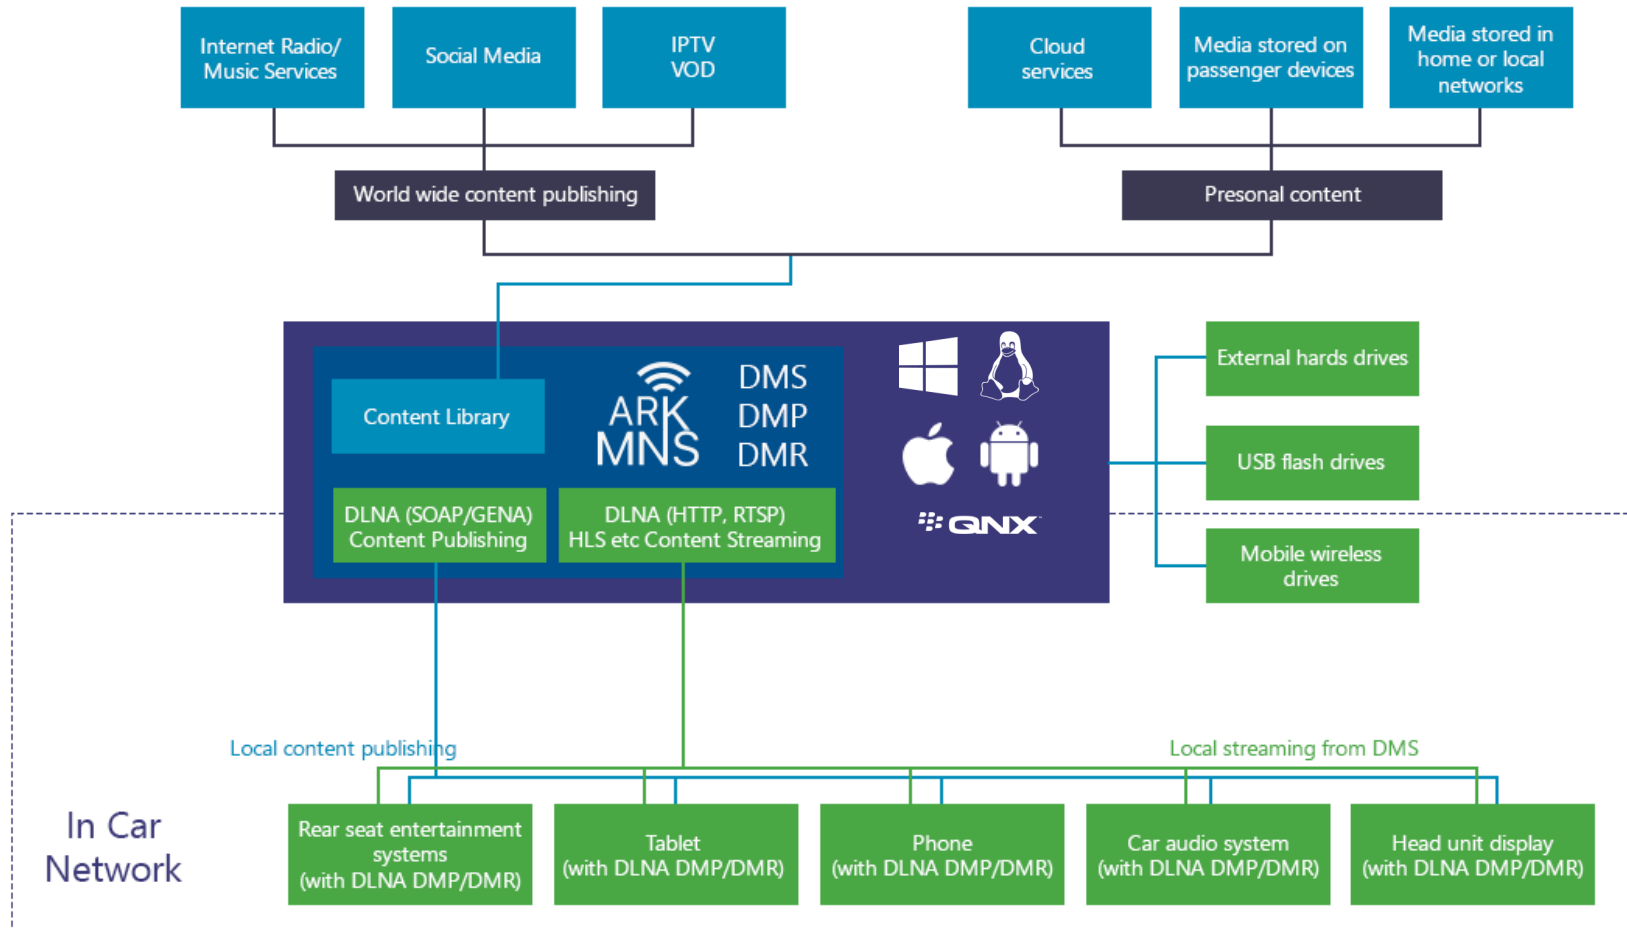 Internet Radio/
Music Services
Social Media
IPTV
VOD
Cloud
services
Media stored on
passenger devices
Media stored in
home or local
networks
World wide content publishing
Presonal content
Content Library
ARK
MNS
DMS
DMP
DMR
QNX
DLNA (SOAP/GENA)
Content Publishing
DLNA (HTTP, RTSP)
HLS etc Content Streaming
External hards drives
USB flash drives
Mobile wireless
drives
Local content publishing
Local streaming from DMS
In Car
Network
Rear seat entertainment
systems
(with DLNA DMP/DMR)
Tablet
(with DLNA DMP/DMR)
Phone
(with DLNA DMP/DMR)
Car audio system
(with DLNA DMP/DMR)
Head unit display
(with DLNA DMP/DMR)